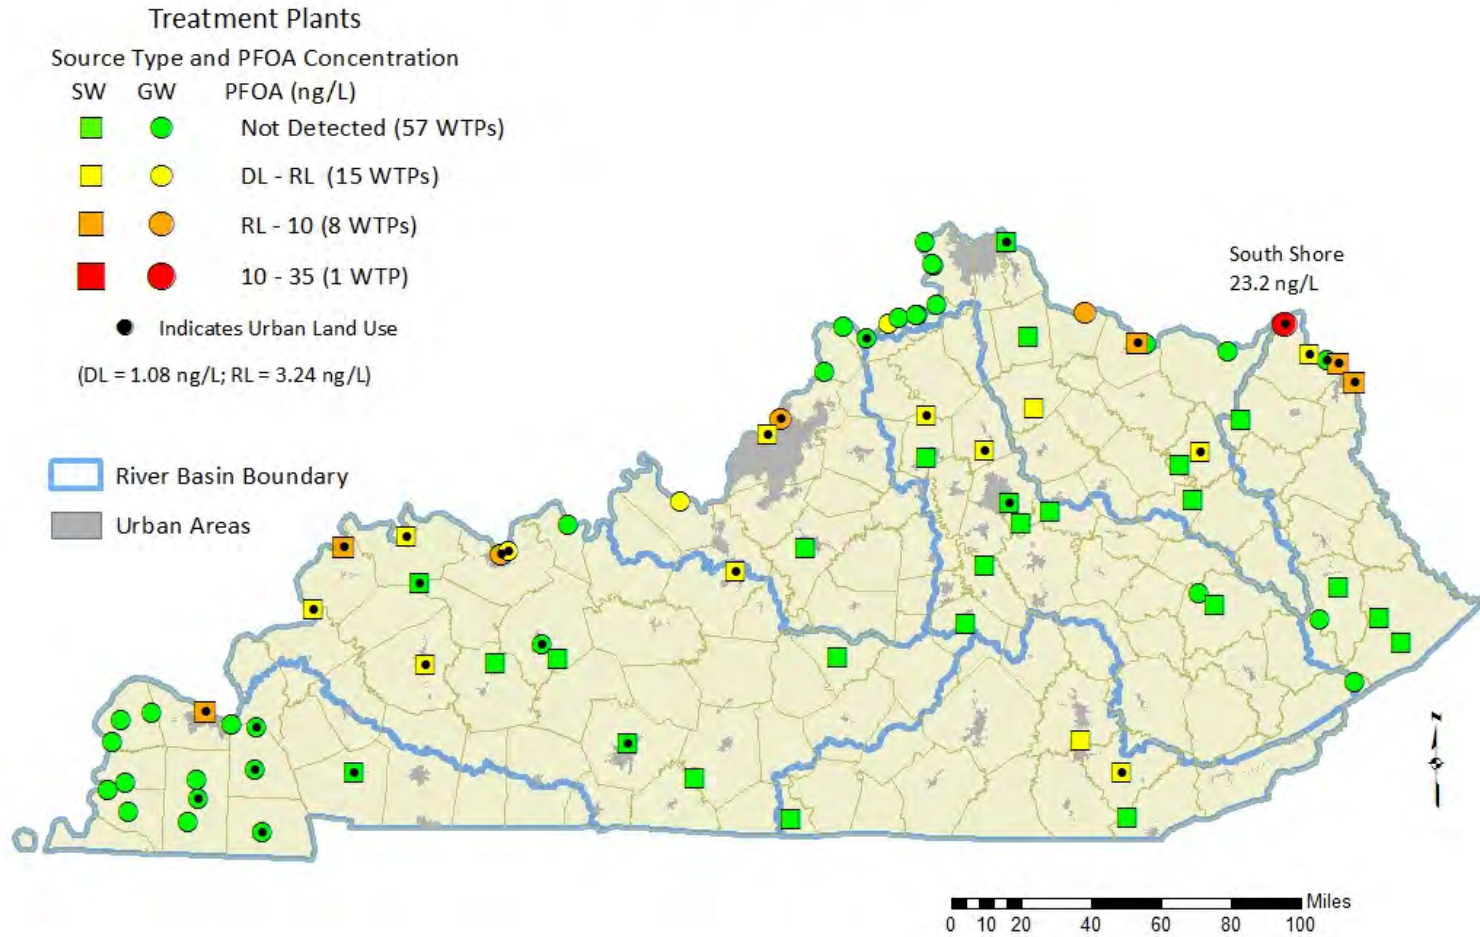 Treatment Plants
Source Type and PFOA Concentration
SW GW PFOA (ng/L)
Not Detected (57 WTPs)
DL - RL (15 WTPs)
RL - 10 (8 WTPs)
10 - 35 (1 WTP)
Indicates Urban Land Use
(DL = 1.08 ng/L; RL = 3.24 ng/L)
River Basin Boundary
Urban Areas
South Shore
23.2 ng/L
N
Miles
0 10 20 40 60 80 100